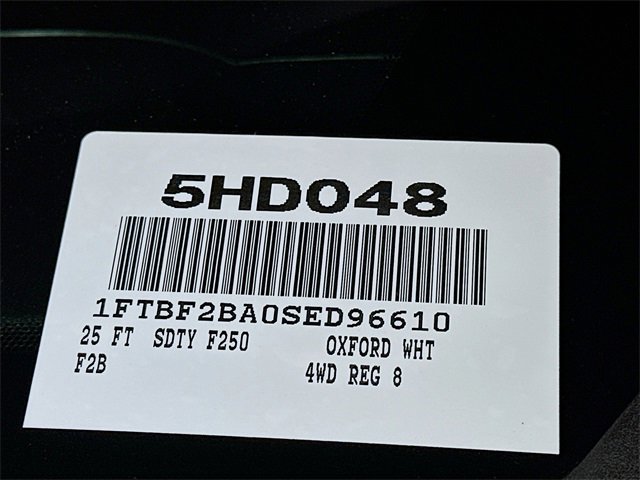 5HD048
1FTBF2BA0SED96610
25 FT SDTY F250 OXFORD WHT
F2B 4WD REG 8